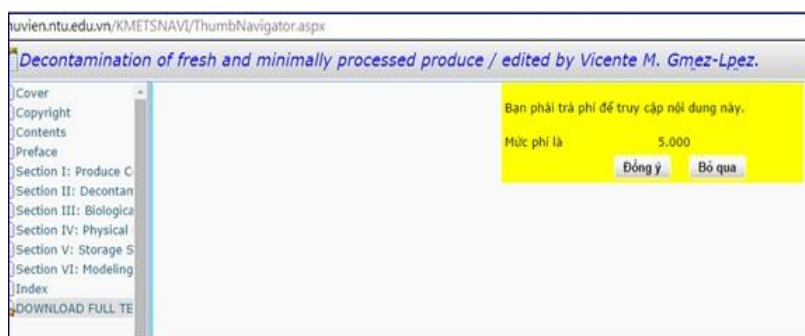 huvien.ntu.edu.vn/KMETSNAVI/ThumbNavigator.aspx
Decontamination of fresh and minimally processed produce / edited by Vicente M. Gmez-Lpez.
Cover
Copyright
Contents
Preface
Section I: Produce C
Section II: Decontan
Section III: Biologica
Section IV: Physical
Section V: Storage S
Section VI: Modeling
Index
DOWNLOAD FULL TE
Bạn phải trả phí để truy cập nội dung này.
Mức phí là 5.000
Đồng ý Bỏ qua